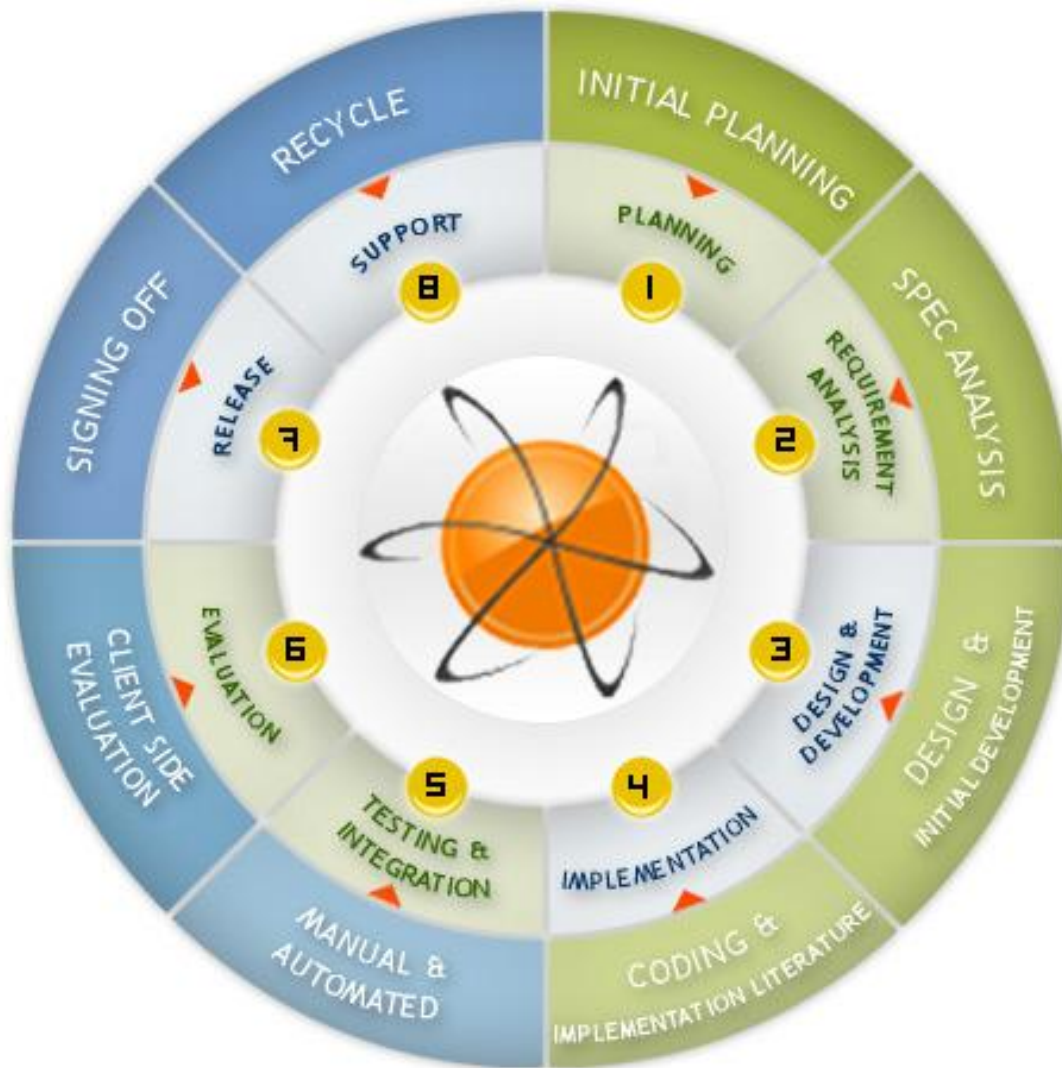 INITIAL PLANNING
PLANNING
1
SPEC ANALYSIS
REQUIREMENT
ANALYSIS
2
DESIGN &
INITIAL DEVELOPMENT
DESIGN &
DEVELOPMENT
3
CODING &
IMPLEMENTATION LITERATURE
IMPLEMENTATION
4
MANUAL &
AUTOMATED
TESTING &
INTEGRATION
5
CLIENT SIDE
EVALUATION
EVALUATION
6
SIGNING OFF
RELEASE
7
RECYCLE
SUPPORT
8